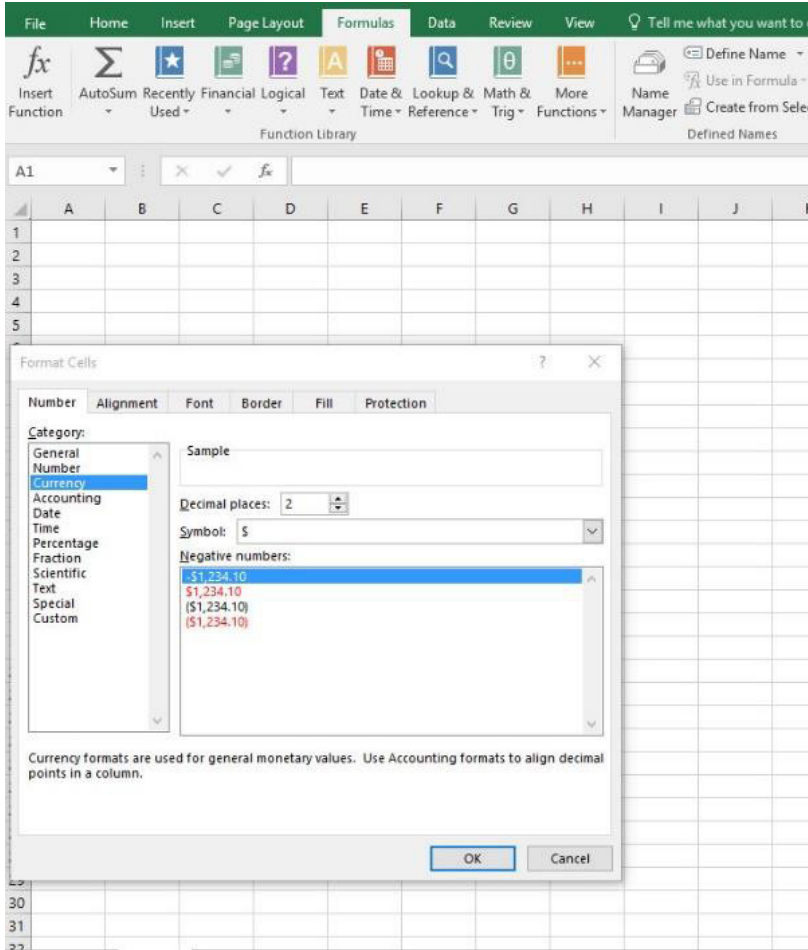 File Home Insert Page Layout Formulas Data Review View Tell me what you want to
fx Σ ? A θ ...
Insert AutoSum Recently Financial Logical Text Date & Lookup & Math & More Name Define Name
Function Used Time Reference Trig Functions Manager Use in Formula
Create from Sele
Function Library Defined Names
A1 fx
A B C D E F G H I J
1
2
3
4
5
Format Cells ?
Number Alignment Font Border Fill Protection
Category:
General
Number
Currency
Accounting
Date
Time
Percentage
Fraction
Scientific
Text
Special
Custom
Sample
Decimal places: 2
Symbol: $
Negative numbers:
-$1,234.10
$1,234.10
($1,234.10)
($1,234.10)
Currency formats are used for general monetary values. Use Accounting formats to align decimal
points in a column.
OK Cancel
30
31